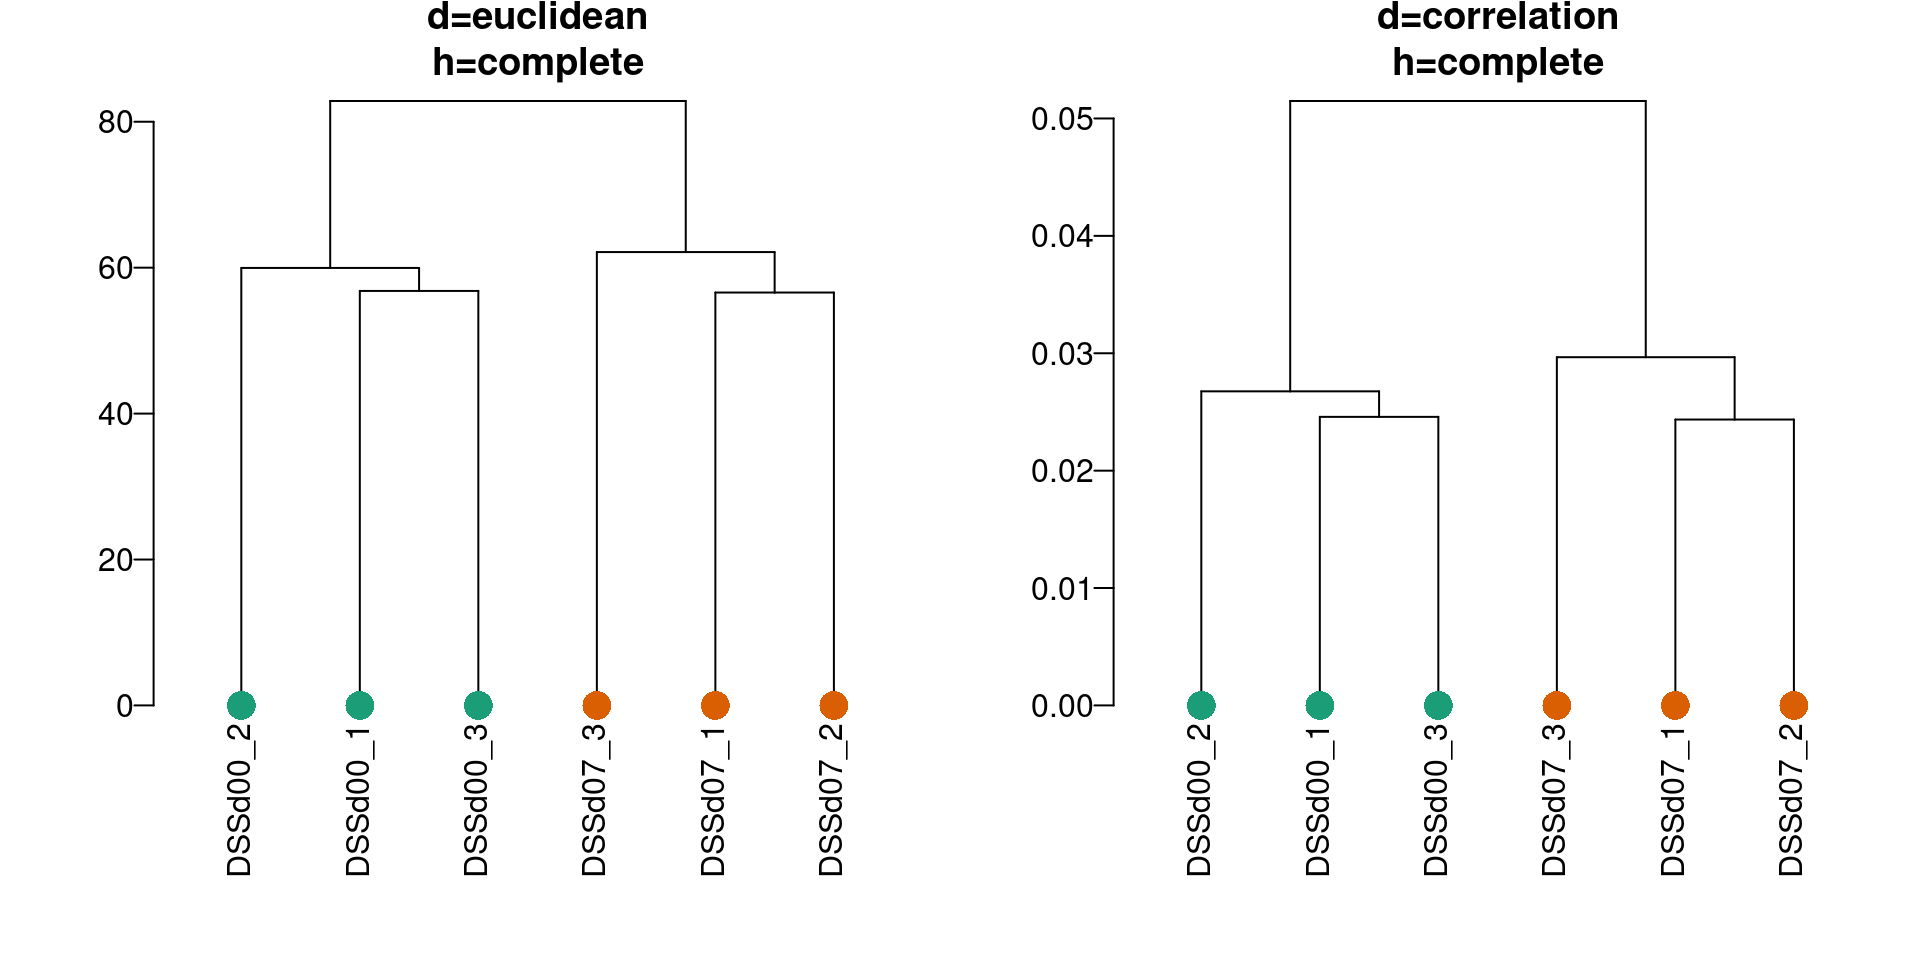 d=euclidean
h=complete
80
60
40
20
0
DSSd00_2
DSSd00_1
DSSd00_3
DSSd07_3
DSSd07_1
DSSd07_2
d=correlation
h=complete
0.05
0.04
0.03
0.02
0.01
0.00
DSSd00_2
DSSd00_1
DSSd00_3
DSSd07_3
DSSd07_1
DSSd07_2